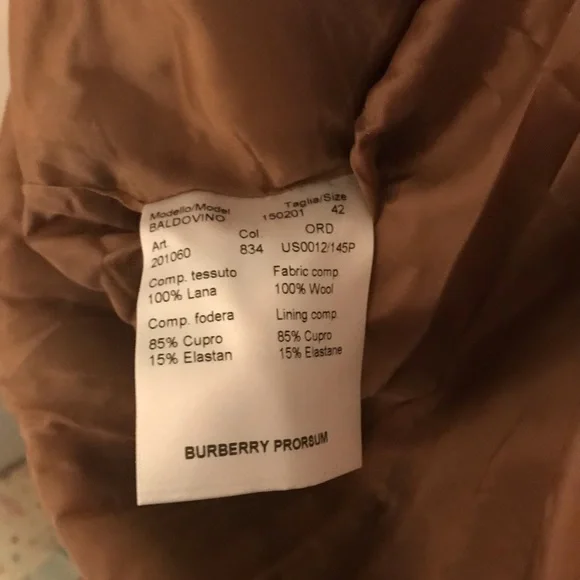 Modello/Model Taglia/Size
BALDOVINO 150201 42
Art. Col. ORD
201060 834 US0012/145P
Comp. tessuto Fabric comp.
100% Lana 100% Wool
Comp. fodera Lining comp.
85% Cupro 85% Cupro
15% Elastan 15% Elastane
BURBERRY PRORSUM